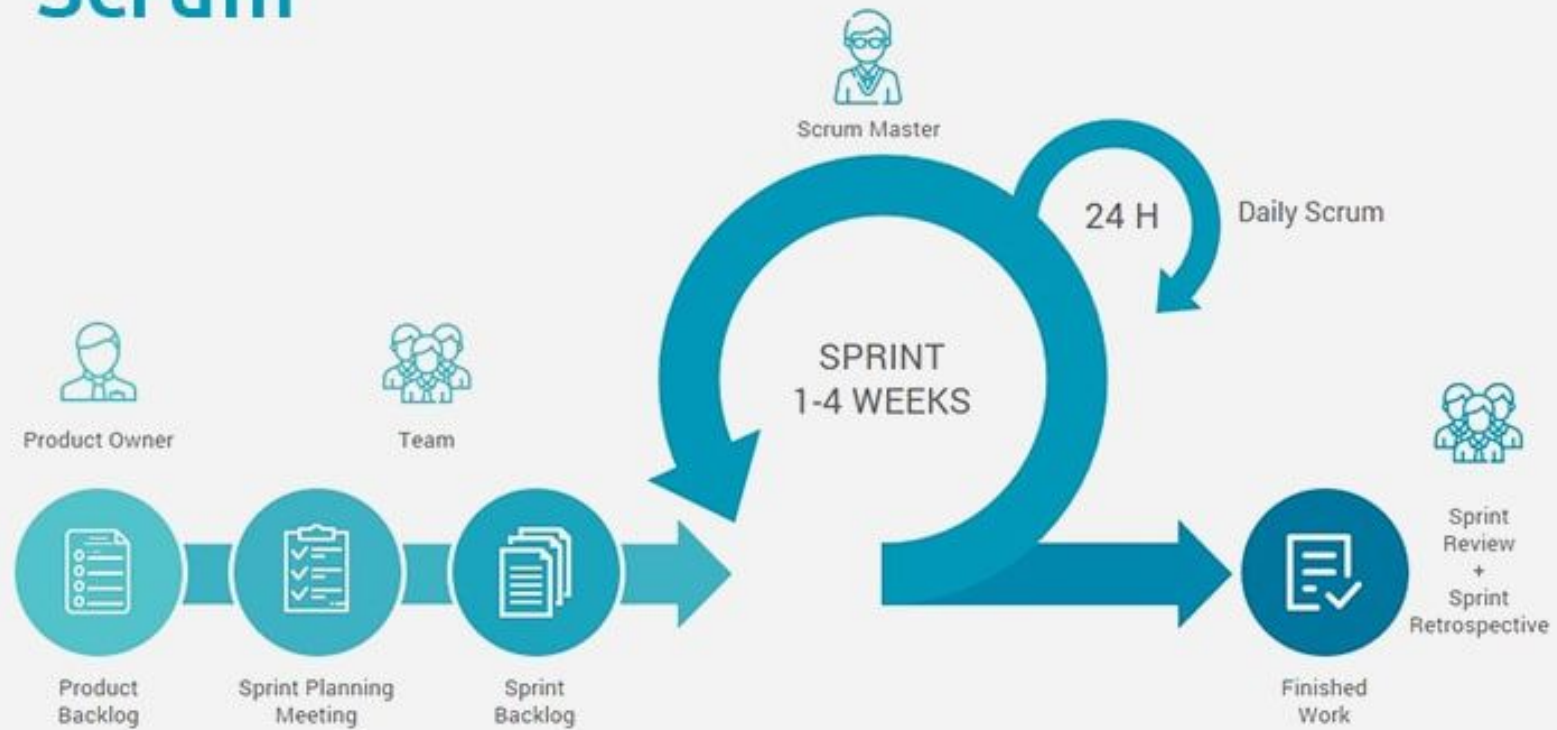 Scrum
Scrum Master
24 H
Daily Scrum
SPRINT
1-4 WEEKS
Product Owner
Team
Product
Backlog
Sprint Planning
Meeting
Sprint
Backlog
Finished
Work
Sprint
Review
+
Sprint
Retrospective